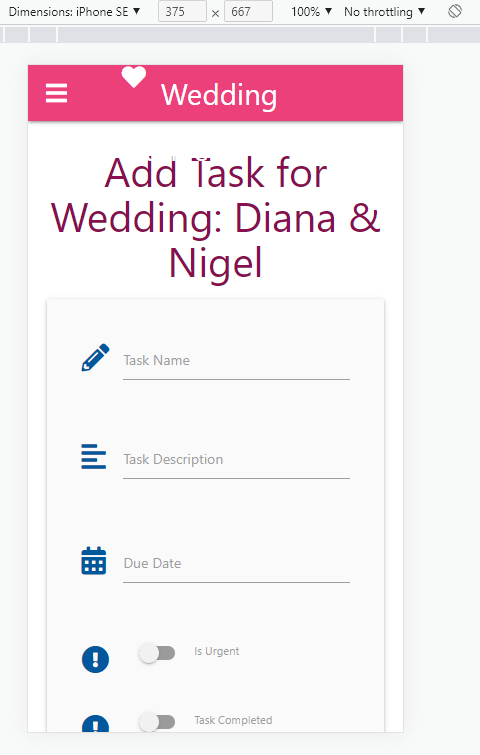 Dimensions: iPhone SE ▼ 375 × 667 100% ▼ No throttling ▼
Wedding
Add Task for
Wedding: Diana &
Nigel
Task Name
Task Description
Due Date
Is Urgent
Task Completed